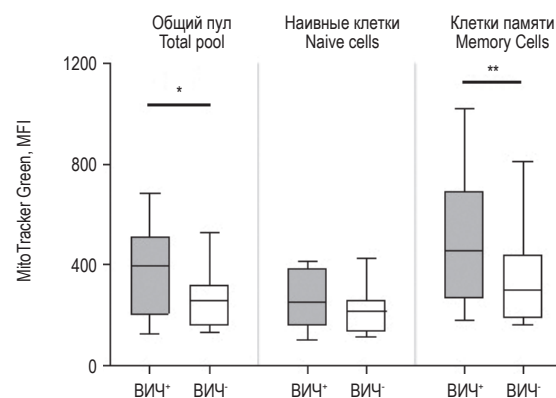 Общий пул
Total pool
Наивные клетки
Naive cells
Клетки памяти
Memory Cells
MitoTracker Green, MFI
1200
800
400
0
*
**
ВИЧ⁺ ВИЧ⁻ ВИЧ⁺ ВИЧ⁻ ВИЧ⁺ ВИЧ⁻